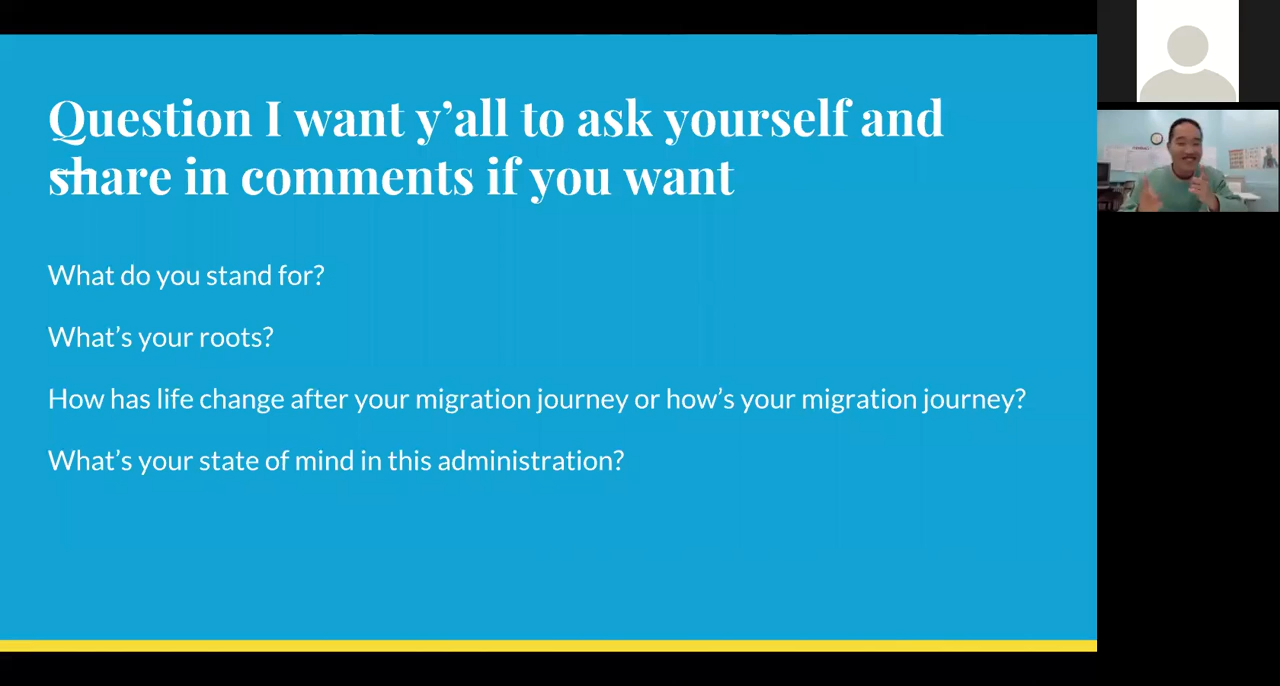 Question I want y’all to ask yourself and
share in comments if you want
What do you stand for?
What’s your roots?
How has life change after your migration journey or how’s your migration journey?
What’s your state of mind in this administration?